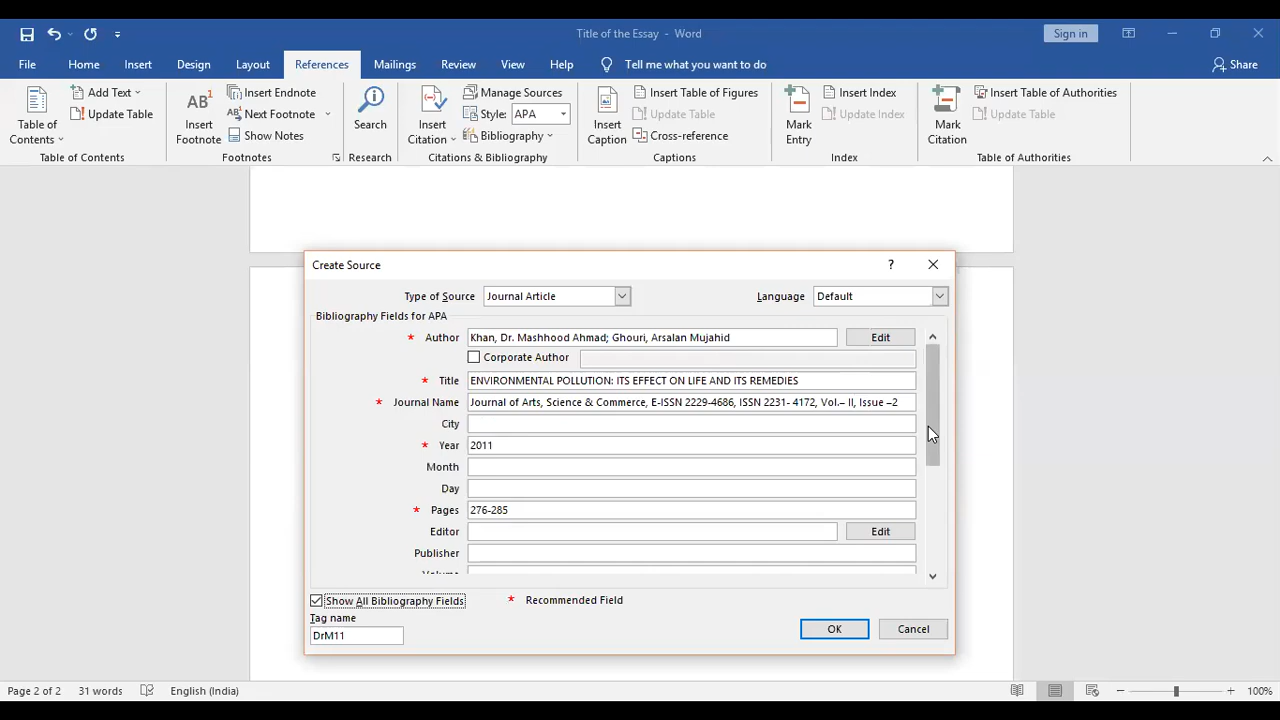 Title of the Essay - Word
Sign in
File Home Insert Design Layout References Mailings Review View Help Tell me what you want to do Share
Add Text Insert Endnote Manage Sources Insert Table of Figures Insert Index Insert Table of Authorities
Update Table Next Footnote Style: APA Update Table Update Index Update Table
Table of Contents AB1 Insert Footnote Show Notes Search Insert Citation Bibliography Insert Caption Cross-reference Mark Entry Mark Citation
Table of Contents Footnotes Research Citations & Bibliography Captions Index Table of Authorities
Create Source ?
Type of Source Journal Article Language Default
Bibliography Fields for APA
* Author Khan, Dr. Mashhood Ahmad; Ghouri, Arsalan Mujahid Edit
Corporate Author
* Title ENVIRONMENTAL POLLUTION: ITS EFFECT ON LIFE AND ITS REMEDIES
* Journal Name Journal of Arts, Science & Commerce, E-ISSN 2229-4686, ISSN 2231- 4172, Vol.– II, Issue –2
City
* Year 2011
Month
Day
* Pages 276-285
Editor Edit
Publisher
Volume
Show All Bibliography Fields * Recommended Field
Tag name
DrM11 OK Cancel
Page 2 of 2 31 words English (India) 100%